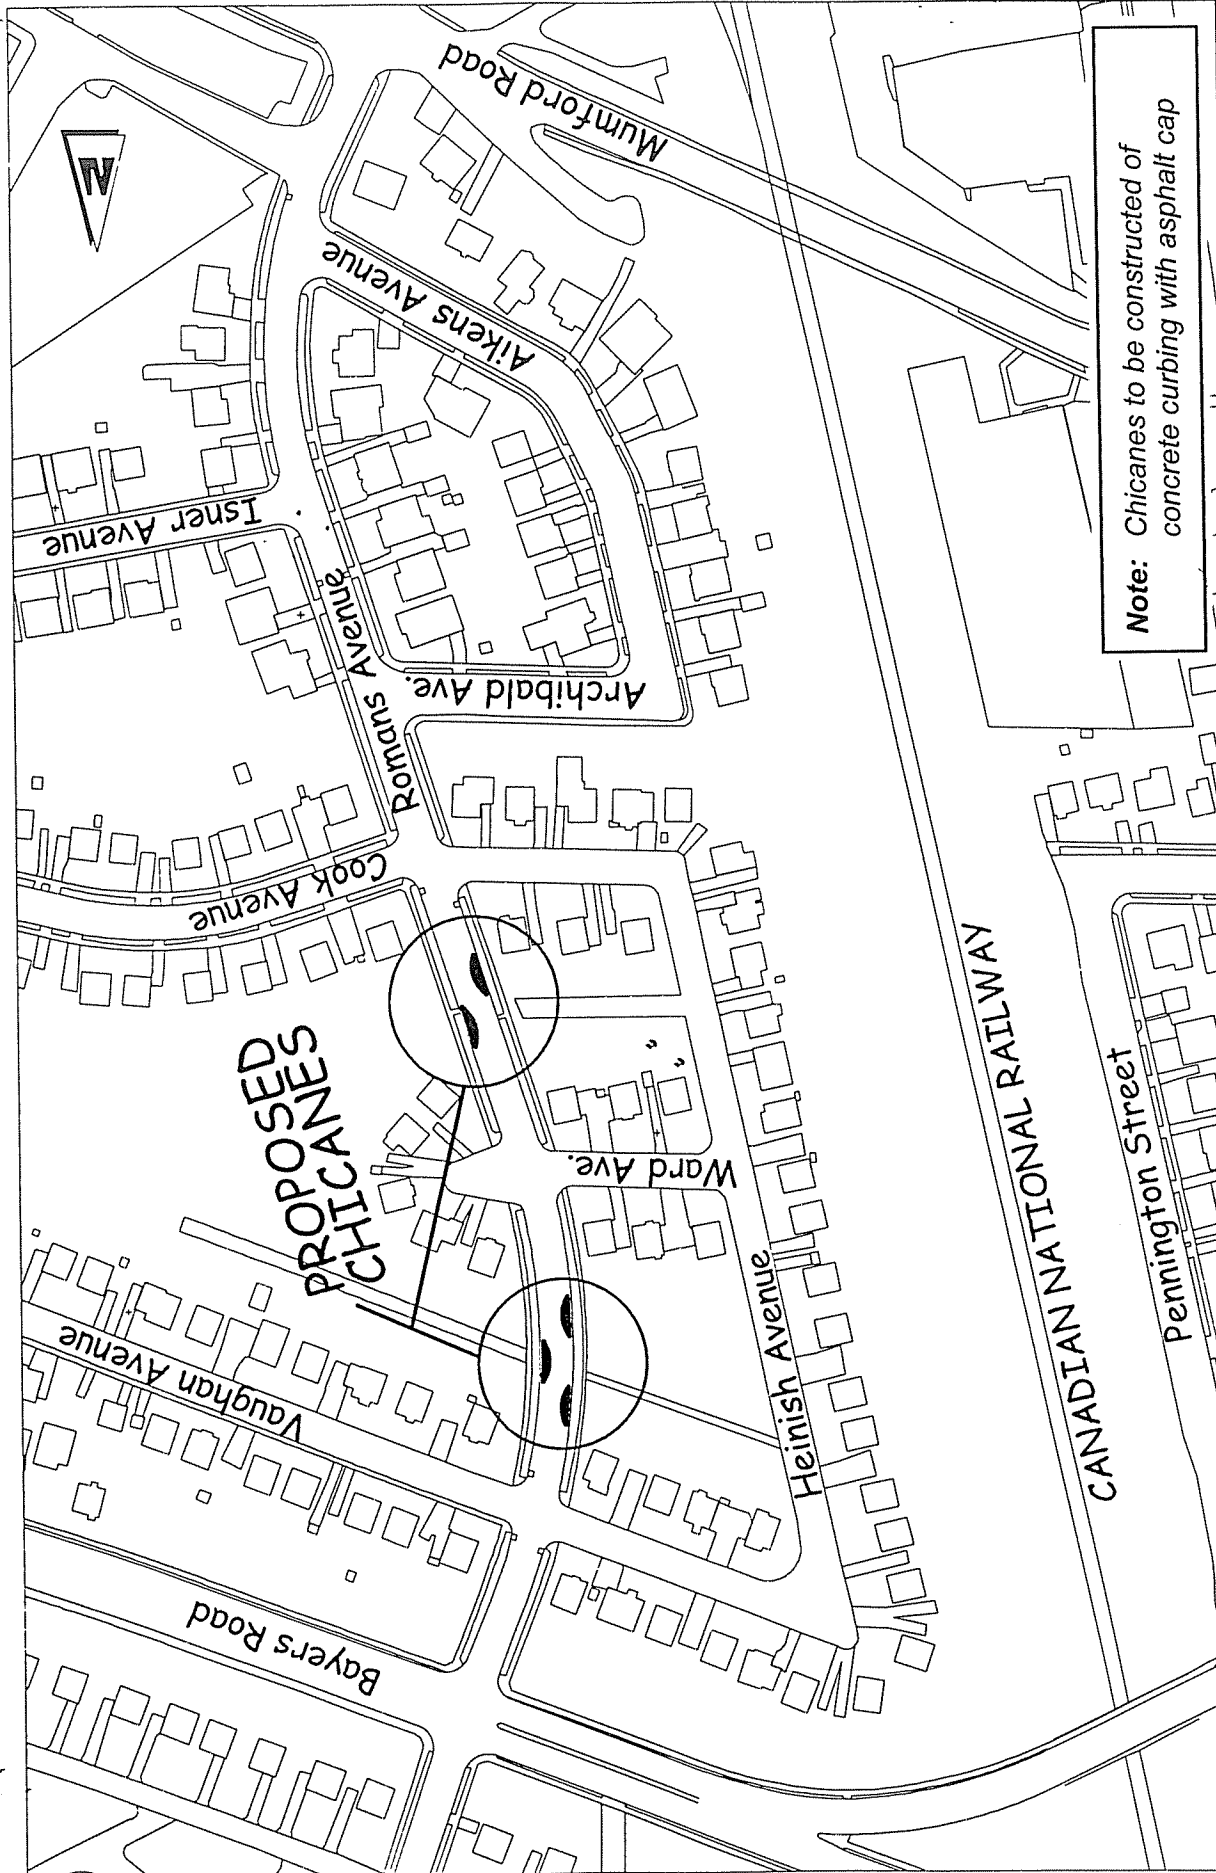 Mumford Road
N
Aikens Avenue
Isner Avenue
Romans Avenue
Archibald Ave.
Cook Avenue
PROPOSED
CHICANES
Ward Ave.
Vaughan Avenue
Heinish Avenue
Bayers Road
CANADIAN NATIONAL RAILWAY
Pennington Street
Note: Chicanes to be constructed of
concrete curbing with asphalt cap